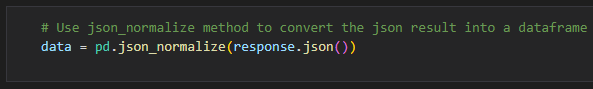 # Use json_normalize method to convert the json result into a dataframe
data = pd.json_normalize(response.json())